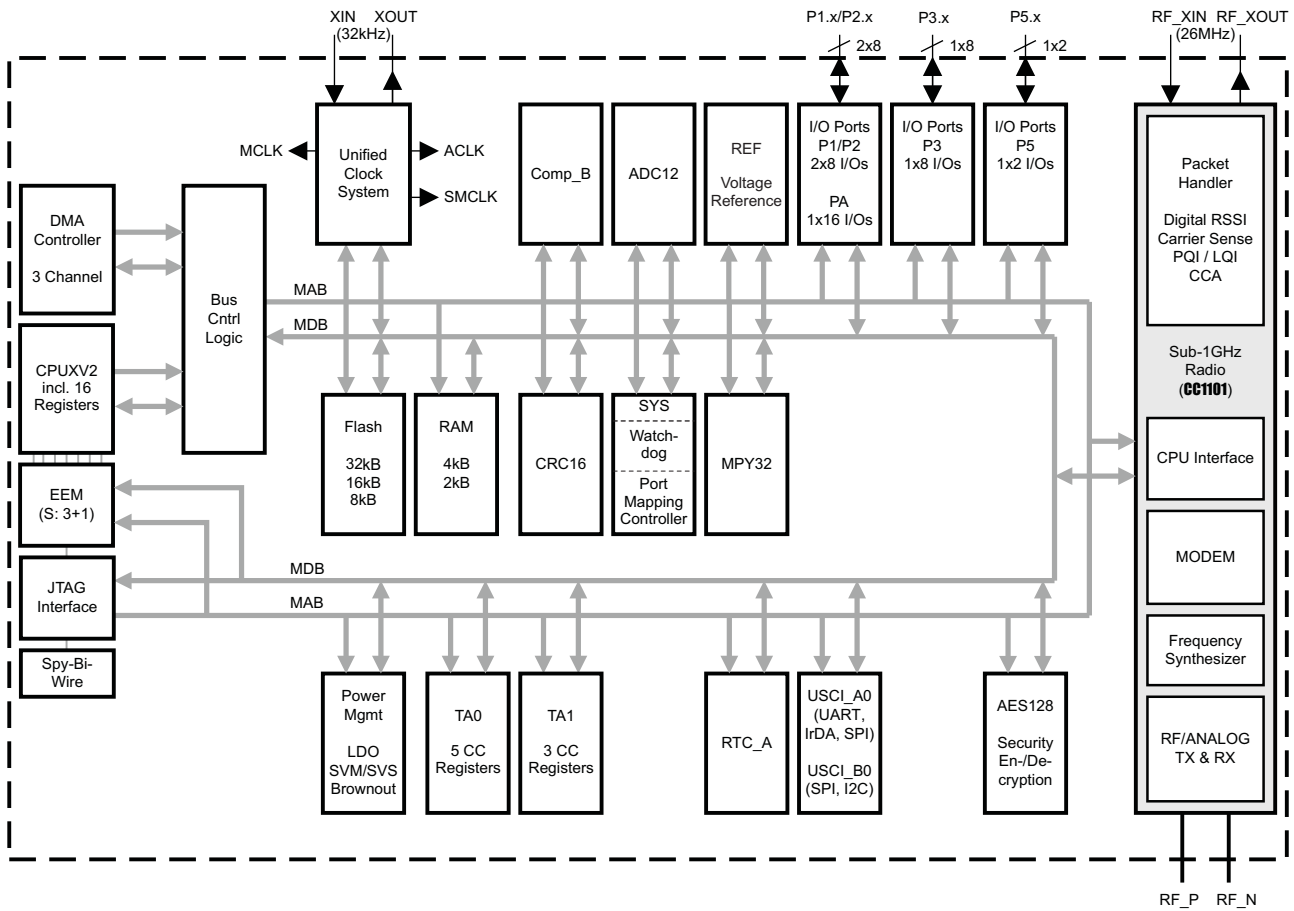 XIN XOUT
(32kHz)
P1.x/P2.x
2x8
P3.x
1x8
P5.x
1x2
RF_XIN RF_XOUT
(26MHz)
MCLK
Unified
Clock
System
ACLK
SMCLK
Comp_B
ADC12
REF
Voltage
Reference
I/O Ports
P1/P2
2x8 I/Os
PA
1x16 I/Os
I/O Ports
P3
1x8 I/Os
I/O Ports
P5
1x2 I/Os
Packet
Handler
Digital RSSI
Carrier Sense
PQI / LQI
CCA
DMA
Controller
3 Channel
Bus
Cntrl
Logic
MAB
MDB
CPUXV2
incl. 16
Registers
Sub-1GHz
Radio
(CC1101)
Flash
32kB
16kB
8kB
RAM
4kB
2kB
CRC16
SYS
Watch-
dog
Port
Mapping
Controller
MPY32
CPU Interface
EEM
(S: 3+1)
MODEM
JTAG
Interface
MDB
MAB
Spy-Bi-
Wire
Frequency
Synthesizer
Power
Mgmt
LDO
SVM/SVS
Brownout
TA0
5 CC
Registers
TA1
3 CC
Registers
RTC_A
USCI_A0
(UART,
IrDA, SPI)
USCI_B0
(SPI, I2C)
AES128
Security
En-/De-
cryption
RF/ANALOG
TX & RX
RF_P RF_N